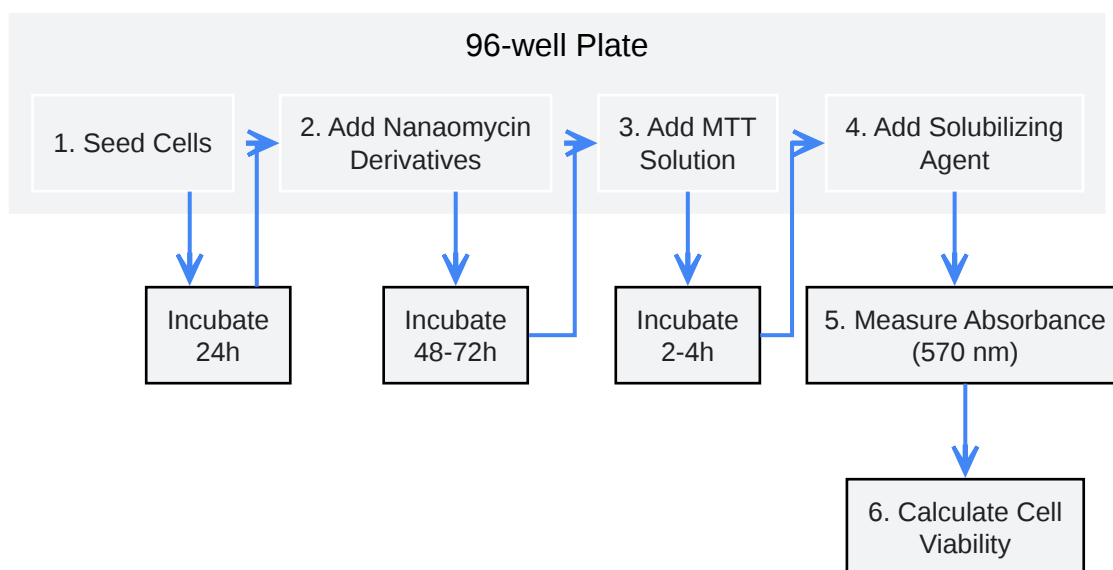 96-well Plate
1. Seed Cells
2. Add Nanaomycin
Derivatives
3. Add MTT
Solution
4. Add Solubilizing
Agent
Incubate
24h
Incubate
48-72h
Incubate
2-4h
5. Measure Absorbance
(570 nm)
6. Calculate Cell
Viability